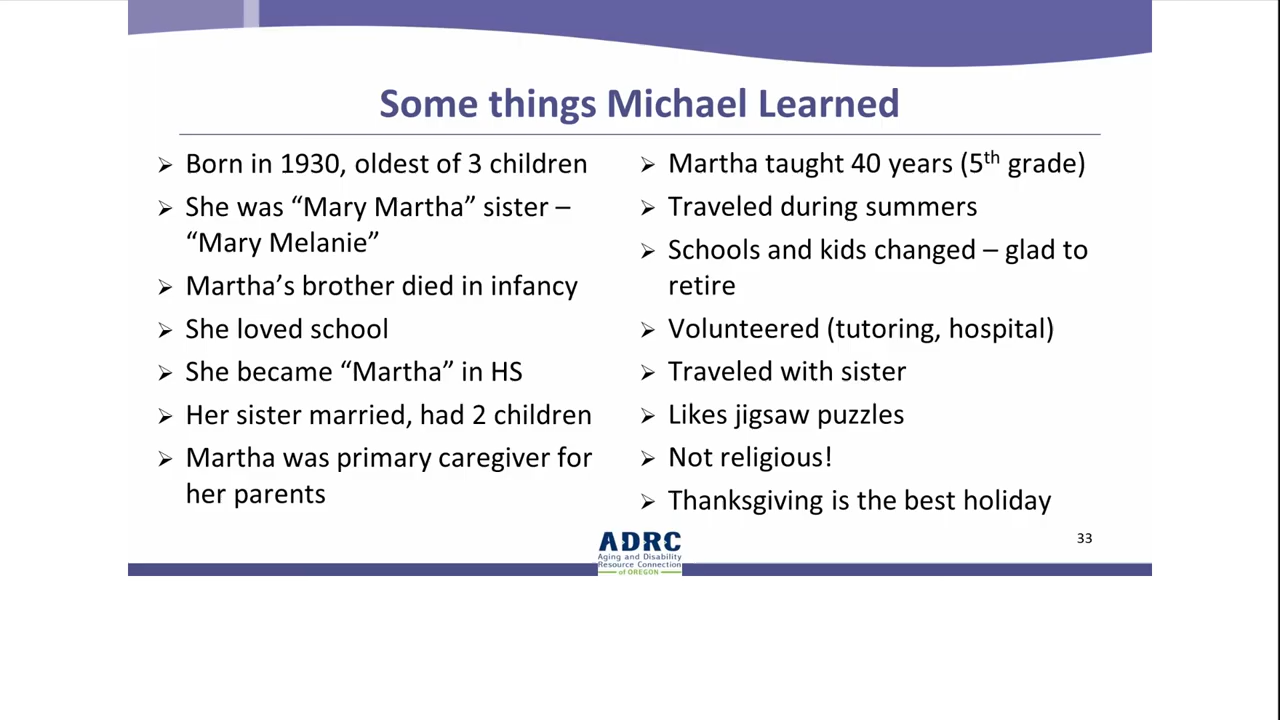 Some things Michael Learned
➢ Born in 1930, oldest of 3 children
➢ She was “Mary Martha” sister –
“Mary Melanie”
➢ Martha’s brother died in infancy
➢ She loved school
➢ She became “Martha” in HS
➢ Her sister married, had 2 children
➢ Martha was primary caregiver for
her parents
➢ Martha taught 40 years (5th grade)
➢ Traveled during summers
➢ Schools and kids changed – glad to
retire
➢ Volunteered (tutoring, hospital)
➢ Traveled with sister
➢ Likes jigsaw puzzles
➢ Not religious!
➢ Thanksgiving is the best holiday
ADRC
Aging and Disability
Resource Connection
of OREGON
33